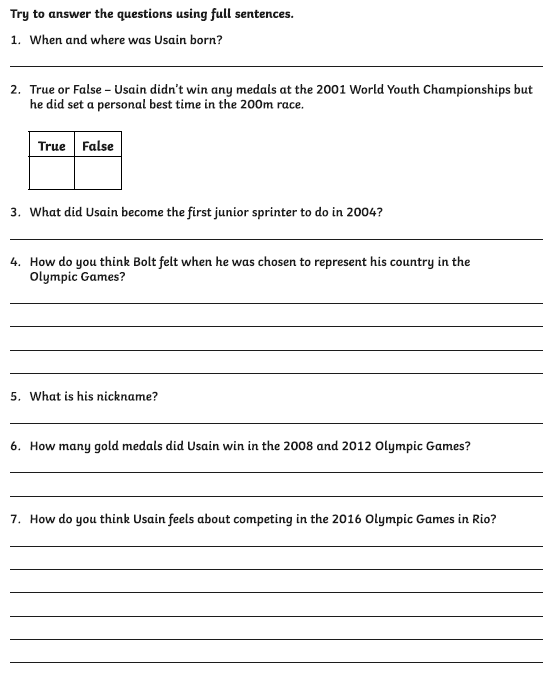 Try to answer the questions using full sentences.
1. When and where was Usain born?
2. True or False – Usain didn't win any medals at the 2001 World Youth Championships but
he did set a personal best time in the 200m race.
True False
3. What did Usain become the first junior sprinter to do in 2004?
4. How do you think Bolt felt when he was chosen to represent his country in the
Olympic Games?
5. What is his nickname?
6. How many gold medals did Usain win in the 2008 and 2012 Olympic Games?
7. How do you think Usain feels about competing in the 2016 Olympic Games in Rio?